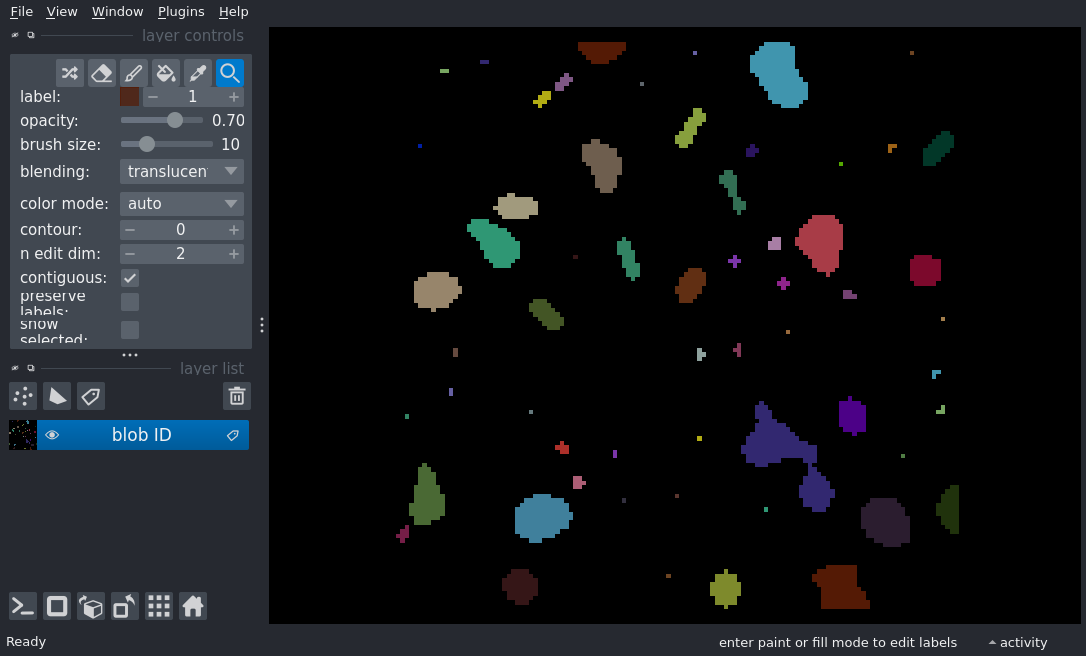 File View Window Plugins Help
layer controls
label: 1
opacity: 0.70
brush size: 10
blending: translucen
color mode: auto
contour: 0
n edit dim: 2
contiguous:
preserve
labels:
show
selected:
layer list
blob ID
Ready enter paint or fill mode to edit labels activity